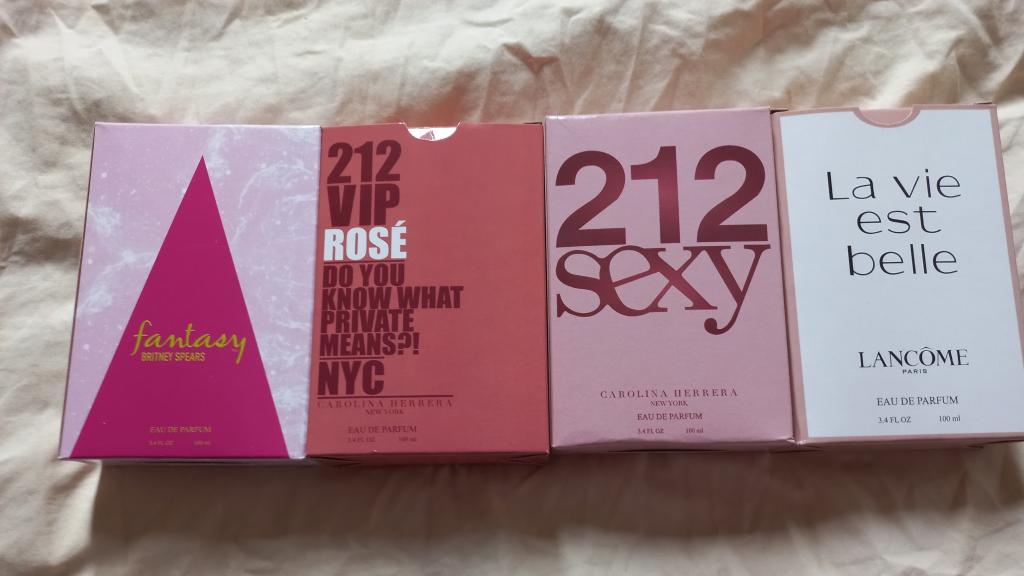 fantasy
BRITNEY SPEARS
EAU DE PARFUM
3.4 FL OZ 100 ml
212
VIP
ROSÉ
DO YOU
KNOW WHAT
PRIVATE
MEANS?!
NYC
CAROLINA HERRERA
NEW YORK
EAU DE PARFUM
3.4 FL OZ 100 ml
212
sexy
CAROLINA HERRERA
NEW YORK
EAU DE PARFUM
3.4 FL OZ 100 ml
La vie
est
belle
LANCÔME
PARIS
EAU DE PARFUM
3.4 FL OZ 100 ml